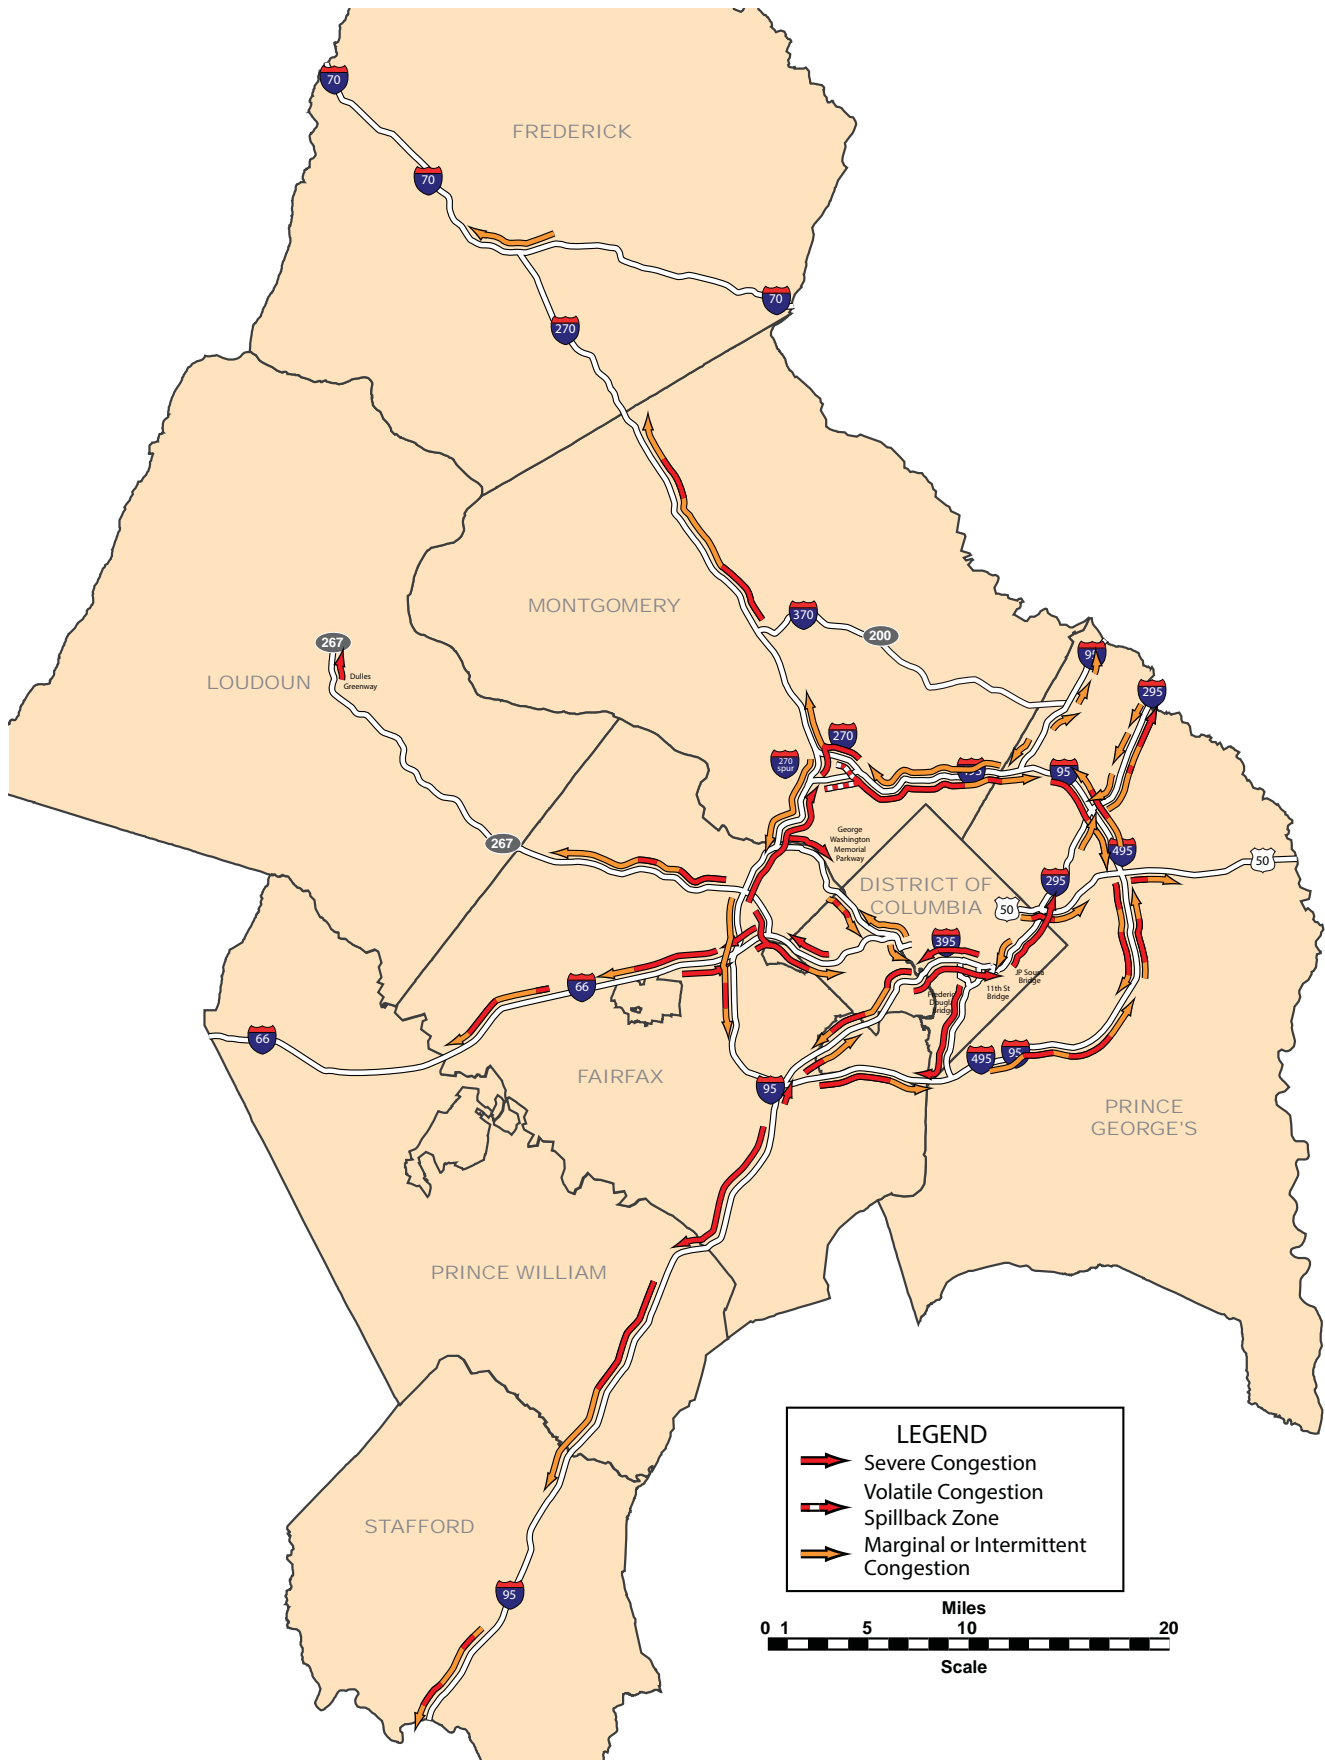 70
FREDERICK
70
70
270
MONTGOMERY
370
200
267
95
LOUDOUN
Dulles
Greenway
295
270
270
spur
95
George
Washington
Memorial
Parkway
267
495
50
295
DISTRICT OF
COLUMBIA
50
395
66
JP Sousa
Bridge
11th St
Bridge
Bridge
66
495
95
FAIRFAX
95
PRINCE
GEORGE'S
PRINCE WILLIAM
STAFFORD
95
LEGEND
Severe Congestion
Volatile Congestion
Spillback Zone
Marginal or Intermittent
Congestion
Miles
0 1 5 10 20
Scale